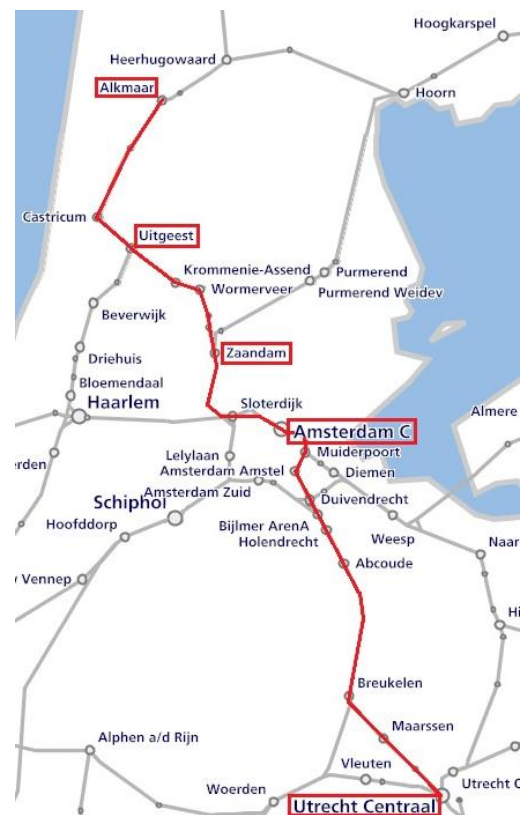 Hoogkarspel
Heerhugowaard
Alkmaar
Hoorn
Castricum
Uitgeest
Krommenie-Assend
Purmerend
Wormerveer
Purmerend Weidev
Beverwijk
Driehuis
Zaandam
Bloemendaal
Haarlem
Sloterdijk
Almere
Amsterdam C
Lelylaan
Muiderpoort
erden
Amsterdam Amstel
Diemen
Amsterdam Zuid
Schiphol
Duivendrecht
Hoofddorp
Bijlmer ArenA
Weesp
Holendrecht
Naar
Abcoude
Vennep
Hi
Breukelen
Maarssen
Alphen a/d Rijn
Vleuten
Utrecht O
Woerden
Utrecht Centraal